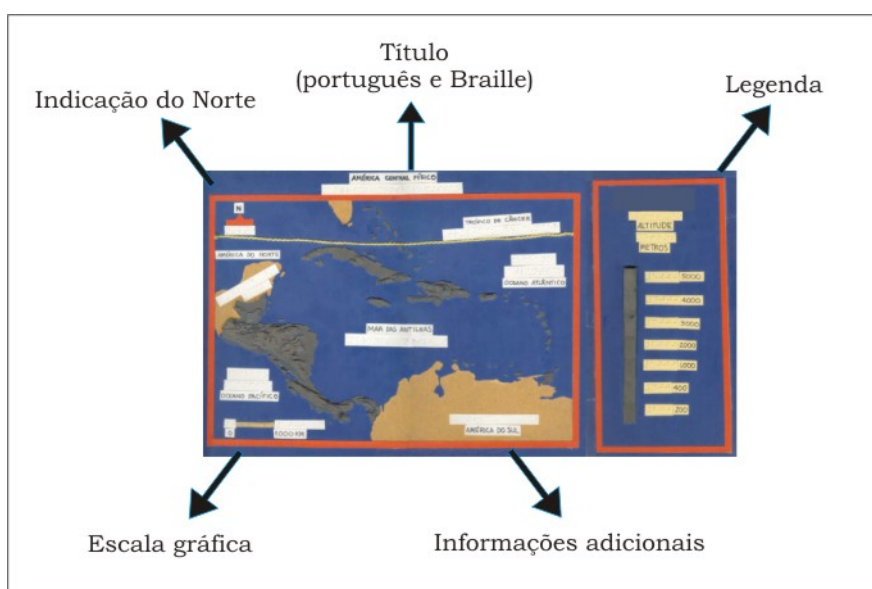 Título
(português e Braille)
Indicação do Norte
Legenda
AMÉRICA CENTRAL FÍSICO
N
TRÓPICO DE CÂNCER
AMÉRICA DO NORTE
OCEANO ATLÂNTICO
MAR DAS ANTILHAS
OCEANO PACÍFICO
0 1000 KM
AMÉRICA DO SUL
ALTITUDE
METROS
5000
4000
3000
2000
1000
400
200
Escala gráfica
Informações adicionais